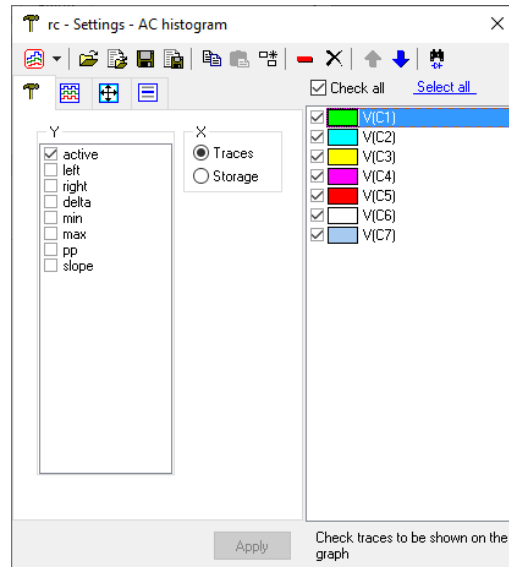 rc - Settings - AC histogram
Check all Select all
Y
active
left
right
delta
min
max
pp
slope
X
Traces
Storage
V(C1)
V(C2)
V(C3)
V(C4)
V(C5)
V(C6)
V(C7)
Apply
Check traces to be shown on the
graph